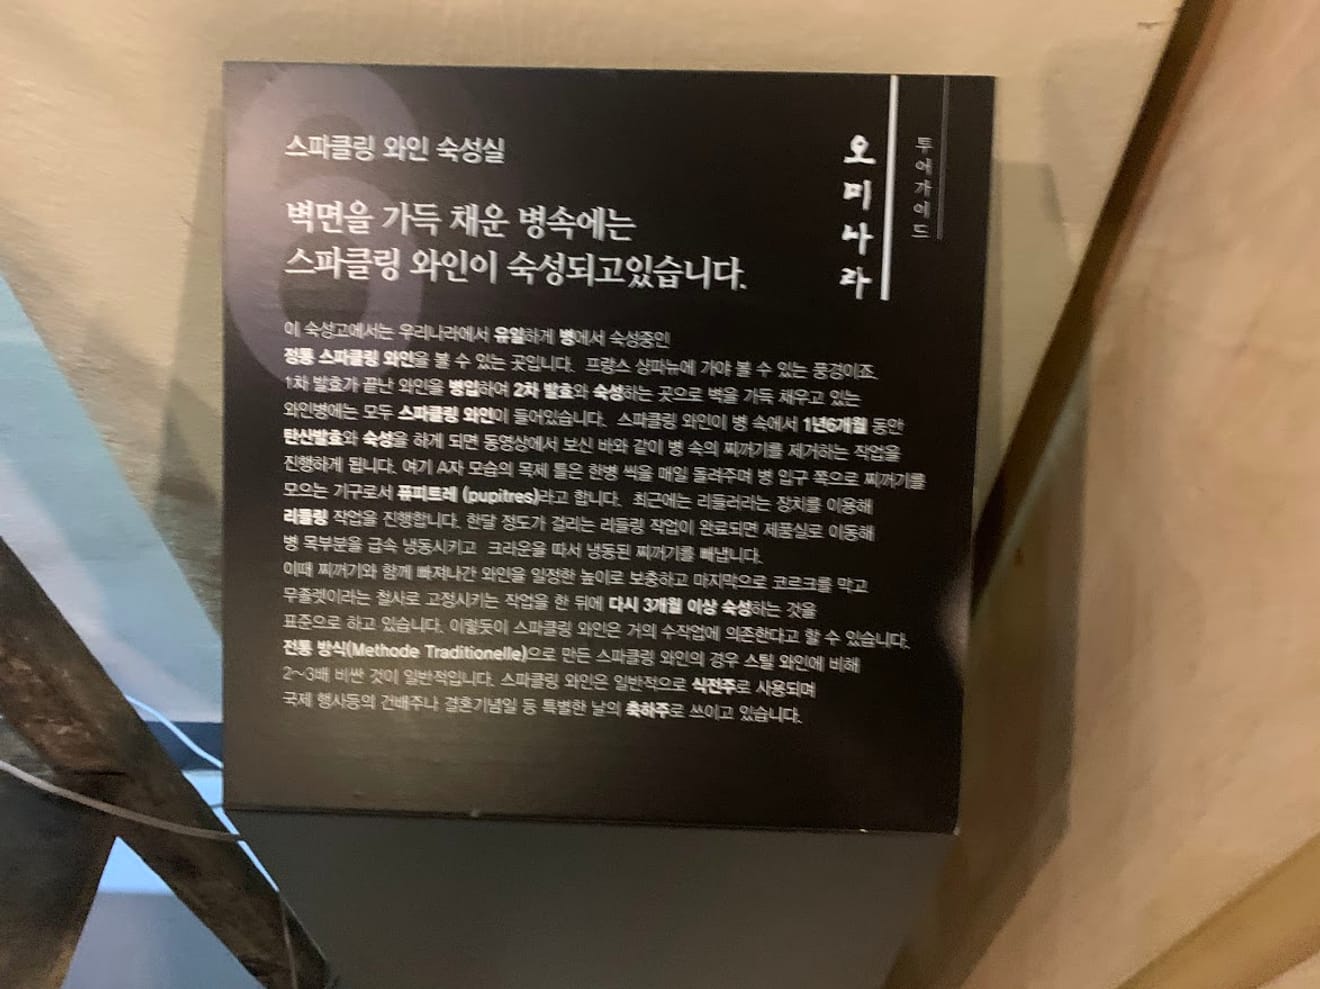 6
스파클링 와인 숙성실
벽면을 가득 채운 병속에는
스파클링 와인이 숙성되고있습니다.
오미나라
투어가이드
이 숙성고에서는 우리나라에서 유일하게 병에서 숙성중인
정통 스파클링 와인을 볼 수 있는 곳입니다. 프랑스 샹파뉴에 가야 볼 수 있는 풍경이죠.
1차 발효가 끝난 와인을 병입하여 2차 발효와 숙성하는 곳으로 벽을 가득 채우고 있는
와인병에는 모두 스파클링 와인이 들어있습니다. 스파클링 와인이 병 속에서 1년6개월 동안
탄산발효와 숙성을 하게 되면 동영상에서 보신 바와 같이 병 속의 찌꺼기를 제거하는 작업을
진행하게 됩니다. 여기 A자 모습의 목제 틀은 한병 씩을 매일 돌려주며 병 입구 쪽으로 찌꺼기를
모으는 기구로서 퓨피트레 (pupitres)라고 합니다. 최근에는 리들러라는 장치를 이용해
리들링 작업을 진행합니다. 한달 정도가 걸리는 리들링 작업이 완료되면 제품실로 이동해
병 목부분을 급속 냉동시키고 크라운을 따서 냉동된 찌꺼기를 빼냅니다.
이때 찌꺼기와 함께 빠져나간 와인을 일정한 높이로 보충하고 마지막으로 코르크를 막고
무졸렛이라는 철사로 고정시키는 작업을 한 뒤에 다시 3개월 이상 숙성하는 것을
표준으로 하고 있습니다. 이렇듯이 스파클링 와인은 거의 수작업에 의존한다고 할 수 있습니다.
전통 방식(Methode Traditionelle)으로 만든 스파클링 와인의 경우 스틸 와인에 비해
2~3배 비싼 것이 일반적입니다. 스파클링 와인은 일반적으로 식전주로 사용되며
국제 행사등의 건배주나 결혼기념일 등 특별한 날의 축하주로 쓰이고 있습니다.